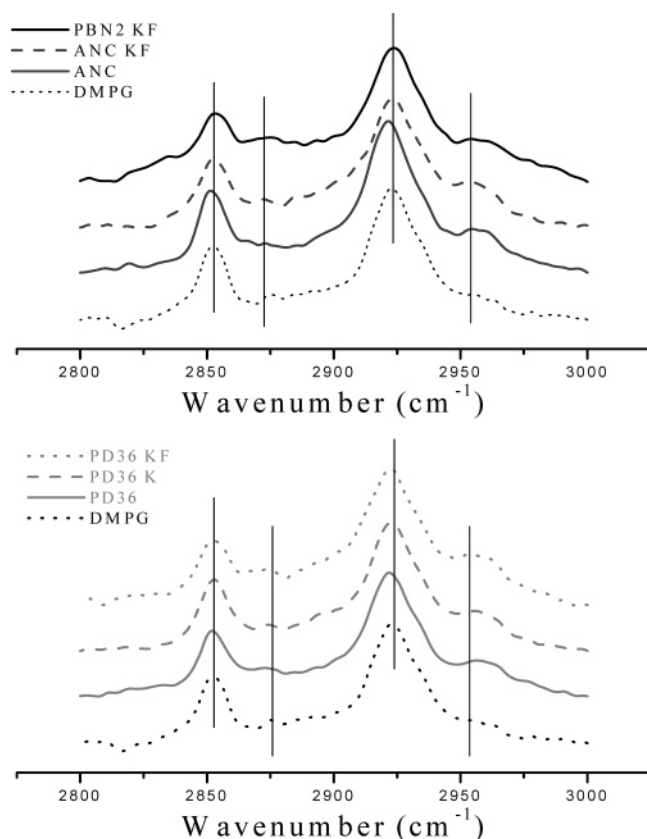 PBN2 KF
ANC KF
ANC
DMPG
2800 2850 2900 2950 3000
Wavenumber (cm⁻¹)
PD36 KF
PD36 K
PD36
DMPG
2800 2850 2900 2950 3000
Wavenumber (cm⁻¹)